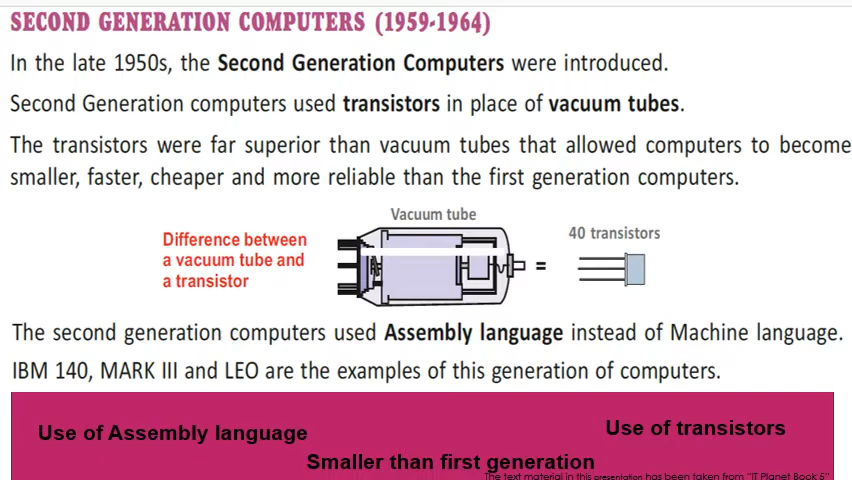 SECOND GENERATION COMPUTERS (1959-1964)
In the late 1950s, the Second Generation Computers were introduced.
Second Generation computers used transistors in place of vacuum tubes.
The transistors were far superior than vacuum tubes that allowed computers to become
smaller, faster, cheaper and more reliable than the first generation computers.
Vacuum tube
40 transistors
Difference between
a vacuum tube and
a transistor
=
The second generation computers used Assembly language instead of Machine language.
IBM 140, MARK III and LEO are the examples of this generation of computers.
Use of Assembly language
Use of transistors
Smaller than first generation
The text material in this presentation has been taken from "IT Planet Book 5"